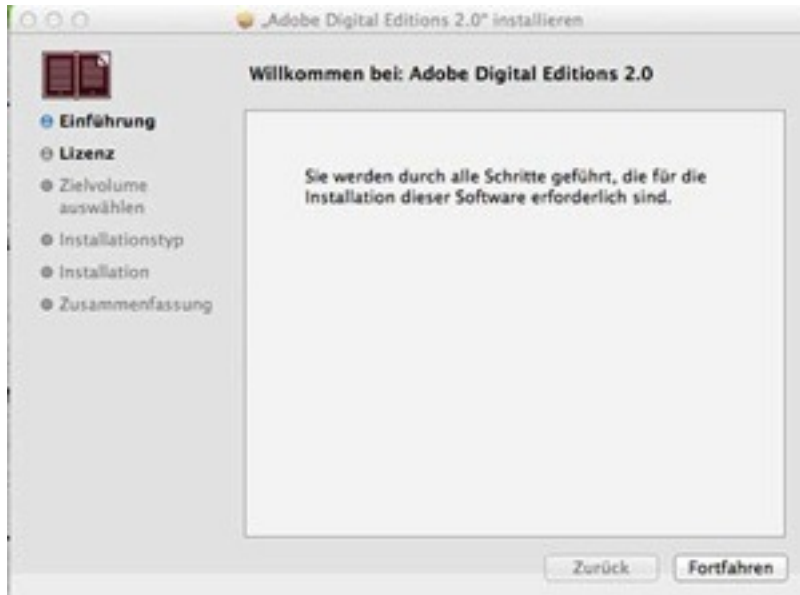 „Adobe Digital Editions 2.0“ installieren
Willkommen bei: Adobe Digital Editions 2.0
Einführung
Lizenz
Zielvolume
auswählen
Installationstyp
Installation
Zusammenfassung
Sie werden durch alle Schritte geführt, die für die
Installation dieser Software erforderlich sind.
Zurück
Fortfahren